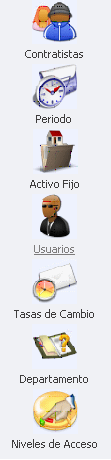 Contratistas
Periodo
Activo Fijo
Usuarios
Tasas de Cambio
Departamento
Niveles de Acceso